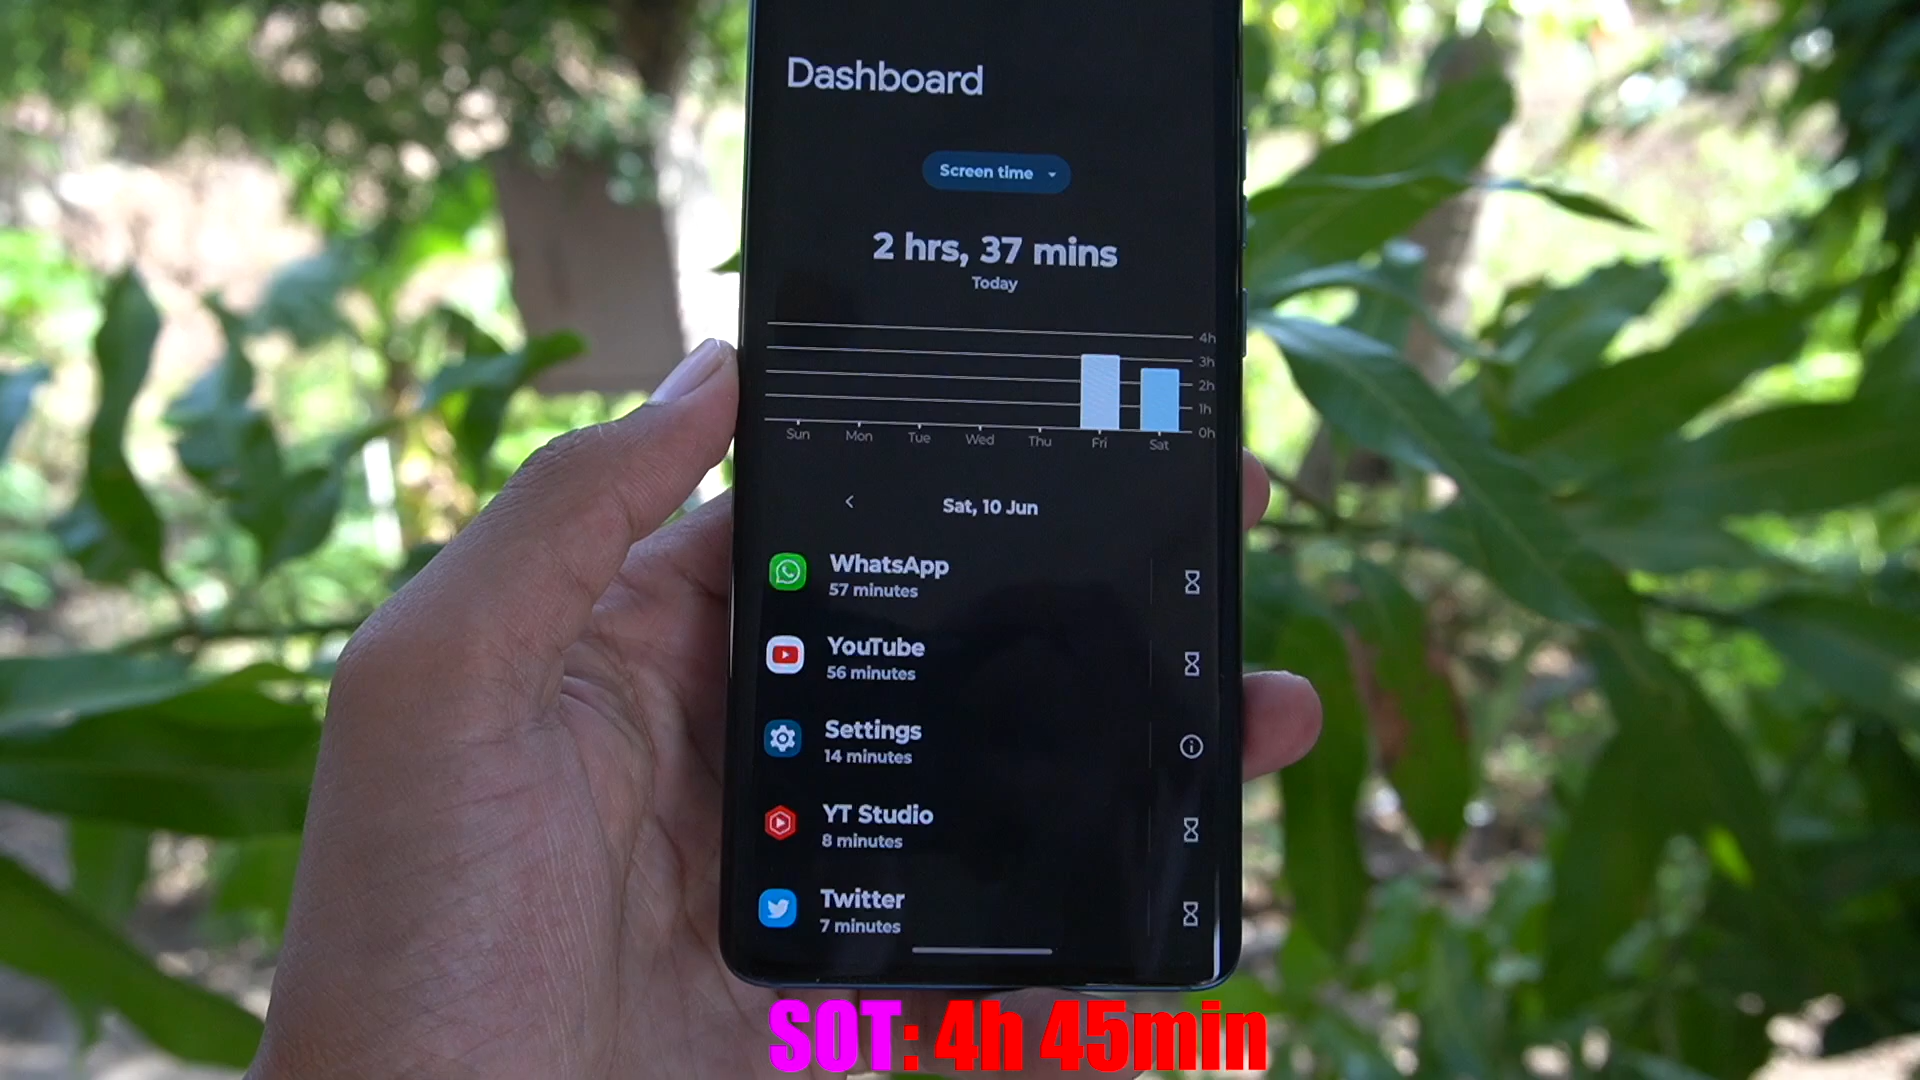 Dashboard
Screen time
2 hrs, 37 mins
Today
4h
3h
2h
1h
0h
Sun Mon Tue Wed Thu Fri Sat
Sat, 10 Jun
WhatsApp
57 minutes
YouTube
56 minutes
Settings
14 minutes
YT Studio
8 minutes
Twitter
7 minutes
SOT: 4h 45min